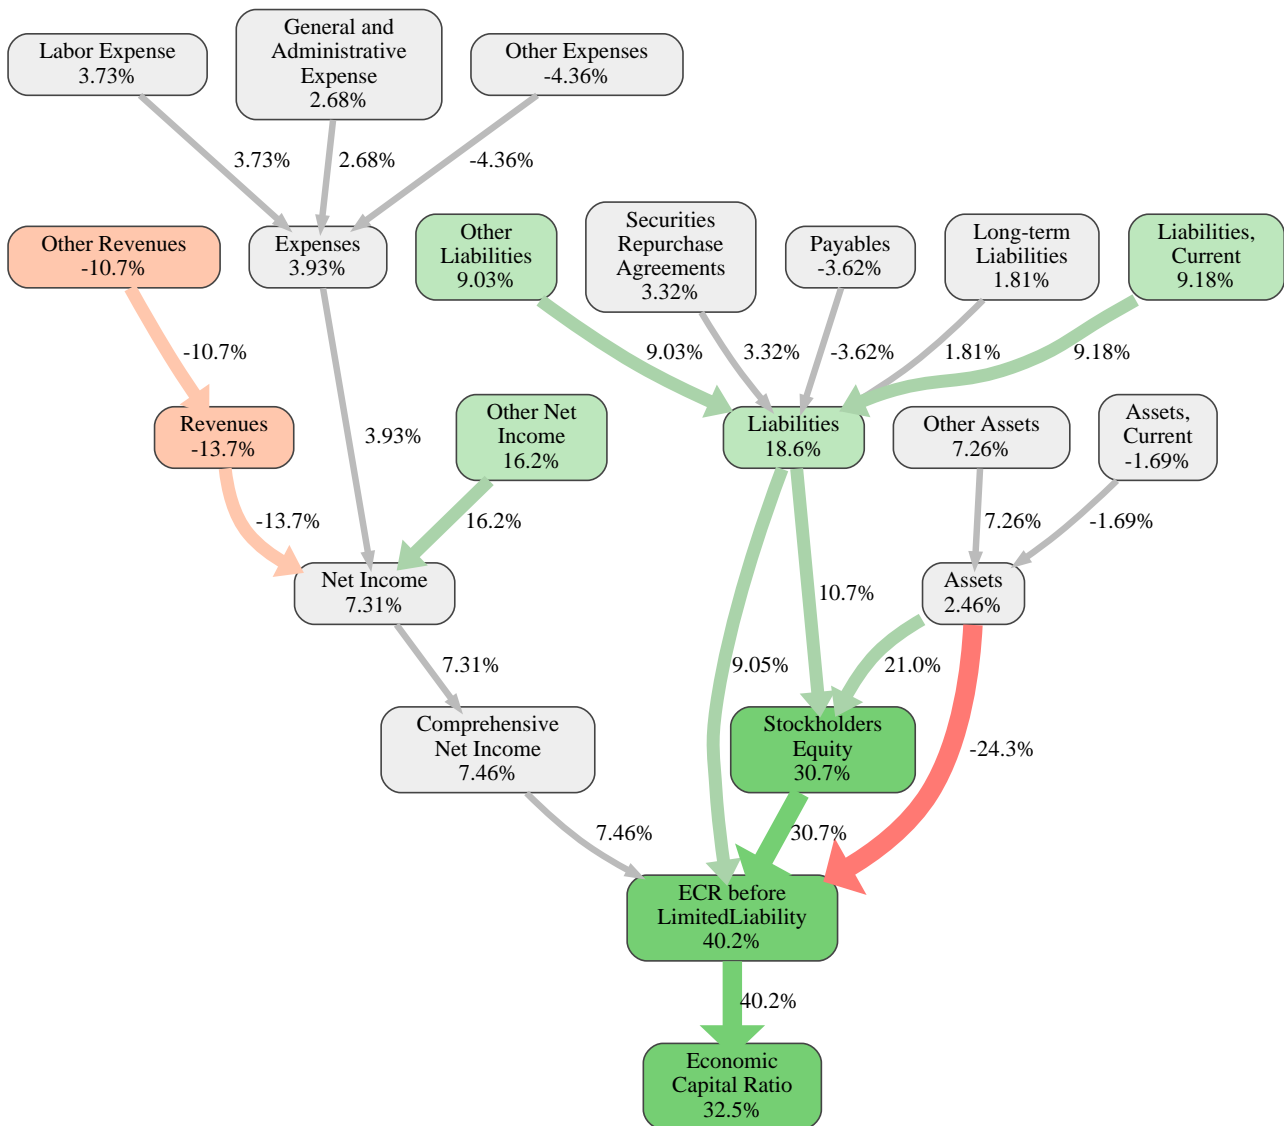 Labor Expense
3.73%
General and
Administrative
Expense
2.68%
Other Expenses
-4.36%
3.73%
2.68%
-4.36%
Other Revenues
-10.7%
Expenses
3.93%
Other
Liabilities
9.03%
Securities
Repurchase
Agreements
3.32%
Payables
-3.62%
Long-term
Liabilities
1.81%
Liabilities,
Current
9.18%
-10.7%
9.03%
3.32%
-3.62%
1.81%
9.18%
Revenues
-13.7%
3.93%
Other Net
Income
16.2%
Liabilities
18.6%
Other Assets
7.26%
Assets,
Current
-1.69%
-13.7%
16.2%
7.26%
-1.69%
Net Income
7.31%
10.7%
Assets
2.46%
7.31%
9.05%
21.0%
Comprehensive
Net Income
7.46%
Stockholders
Equity
30.7%
-24.3%
7.46%
30.7%
ECR before
LimitedLiability
40.2%
40.2%
Economic
Capital Ratio
32.5%